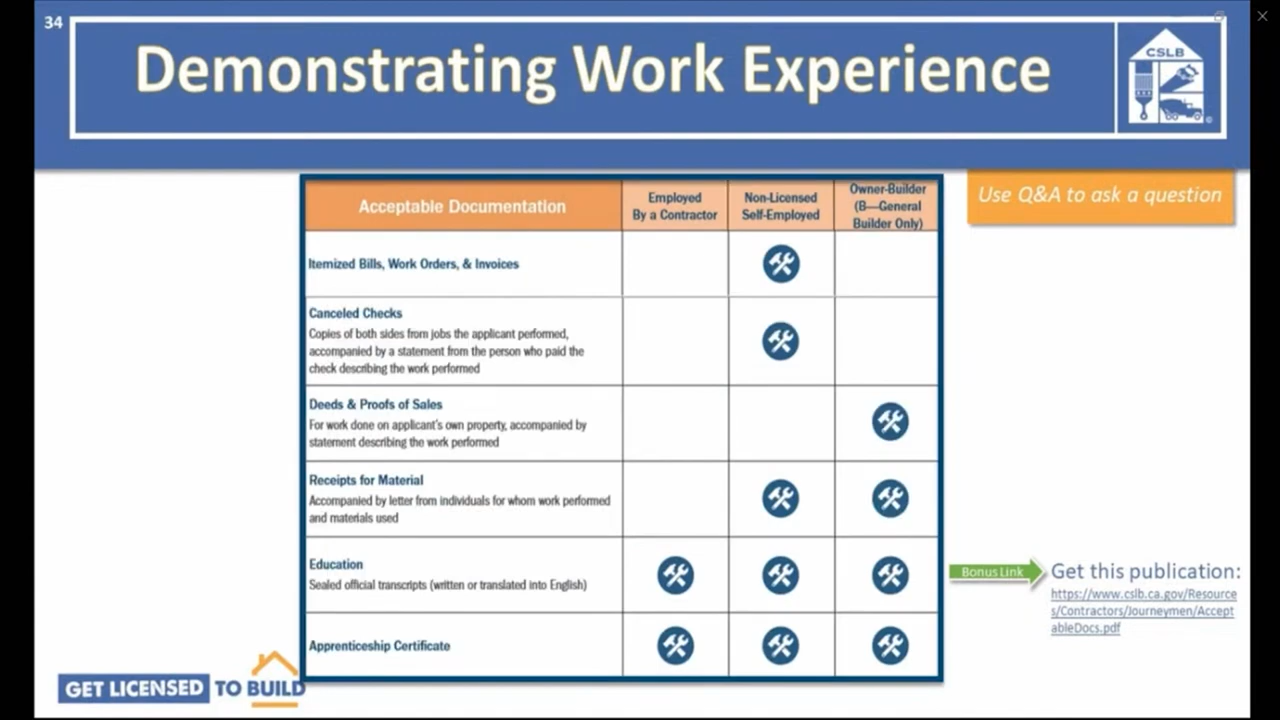 34
Demonstrating Work Experience
CSLB
Use Q&A to ask a question
Acceptable Documentation
Employed
By a Contractor
Non-Licensed
Self-Employed
Owner-Builder
(B—General
Builder Only)
Itemized Bills, Work Orders, & Invoices
Canceled Checks
Copies of both sides from jobs the applicant performed,
accompanied by a statement from the person who paid the
check describing the work performed
Deeds & Proofs of Sales
For work done on applicant's own property, accompanied by
statement describing the work performed
Receipts for Material
Accompanied by letter from individuals for whom work performed
and materials used
Education
Sealed official transcripts (written or translated into English)
Apprenticeship Certificate
Bonus Link
Get this publication:
https://www.cslb.ca.gov/Resource
s/Contractors/Journeymen/Accept
ableDocs.pdf
GET LICENSED TO BUILD